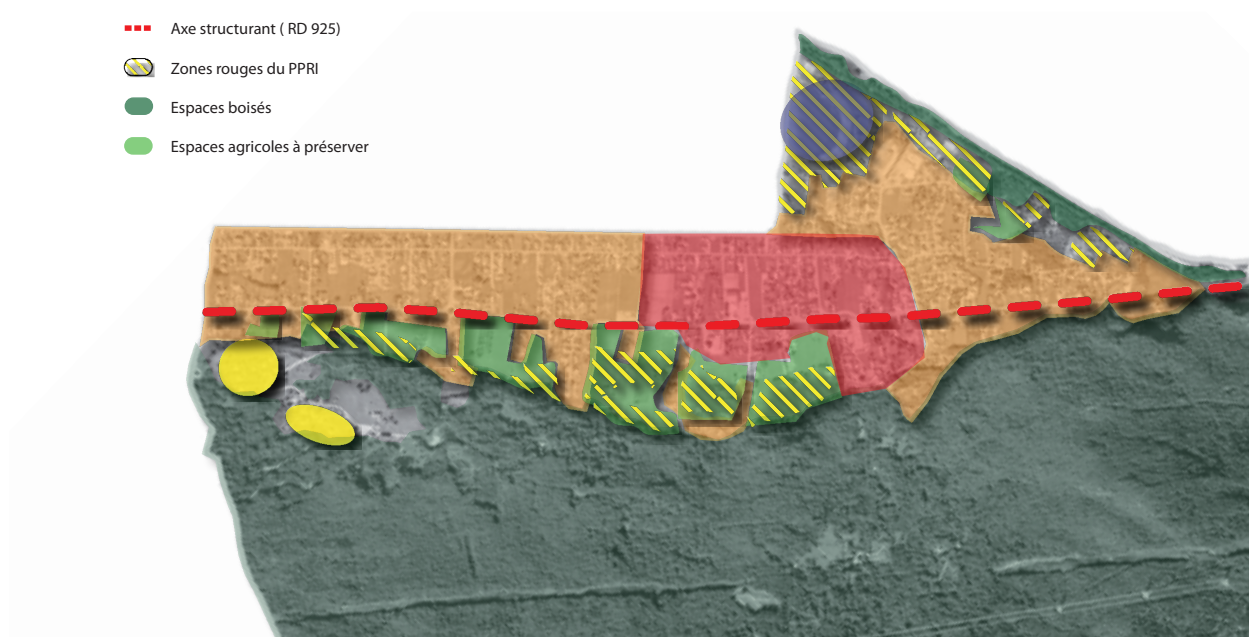 Axe structurant ( RD 925)
Zones rouges du PPRI
Espaces boisés
Espaces agricoles à préserver